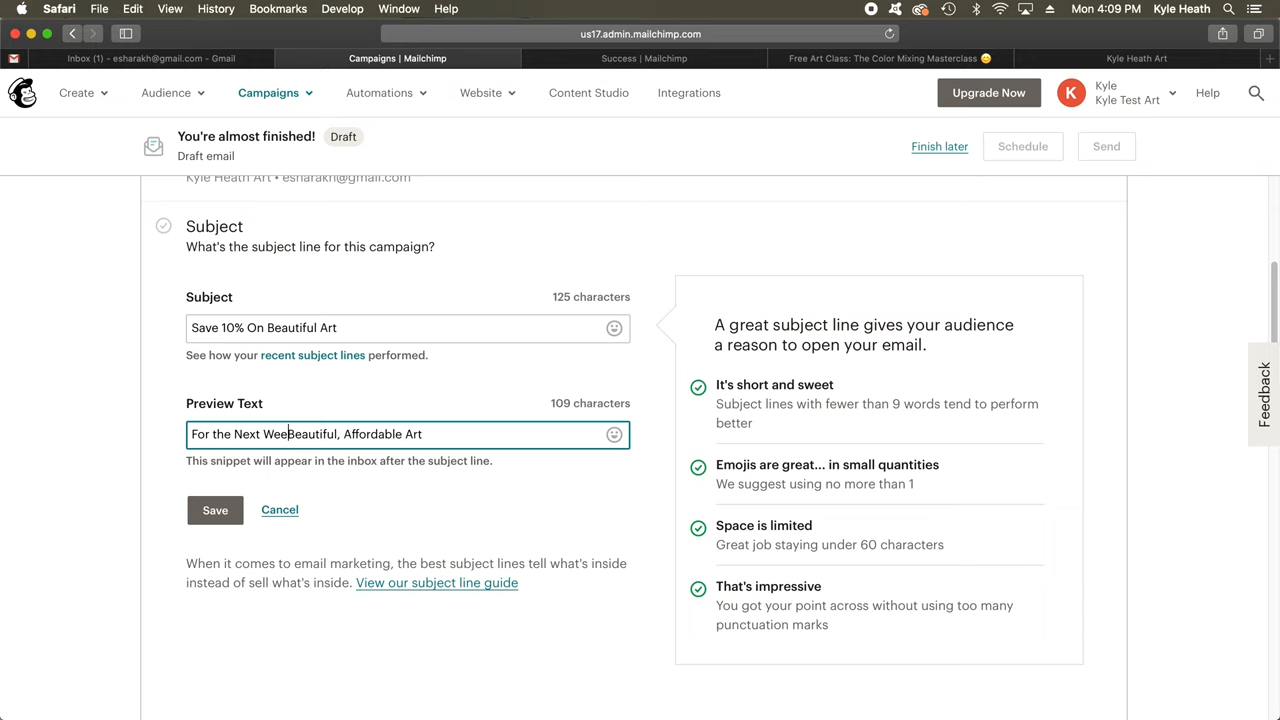 Safari File Edit View History Bookmarks Develop Window Help
Mon 4:09 PM Kyle Heath
us17.admin.mailchimp.com
Inbox (1) – esharakh@gmail.com – Gmail
Campaigns | Mailchimp
Success | Mailchimp
Free Art Class: The Color Mixing Masterclass 😊
Kyle Heath Art
Create
Audience
Campaigns
Automations
Website
Content Studio
Integrations
Upgrade Now
K
Kyle
Kyle Test Art
Help
You're almost finished! Draft
Draft email
Finish later
Schedule
Send
Kyle Heath Art • esharakh@gmail.com
Subject
What's the subject line for this campaign?
Subject
125 characters
Save 10% On Beautiful Art
See how your recent subject lines performed.
Preview Text
109 characters
For the Next WeeBeautiful, Affordable Art
This snippet will appear in the inbox after the subject line.
Save
Cancel
When it comes to email marketing, the best subject lines tell what's inside
instead of sell what's inside. View our subject line guide
A great subject line gives your audience
a reason to open your email.
It's short and sweet
Subject lines with fewer than 9 words tend to perform
better
Emojis are great... in small quantities
We suggest using no more than 1
Space is limited
Great job staying under 60 characters
That's impressive
You got your point across without using too many
punctuation marks
Feedback